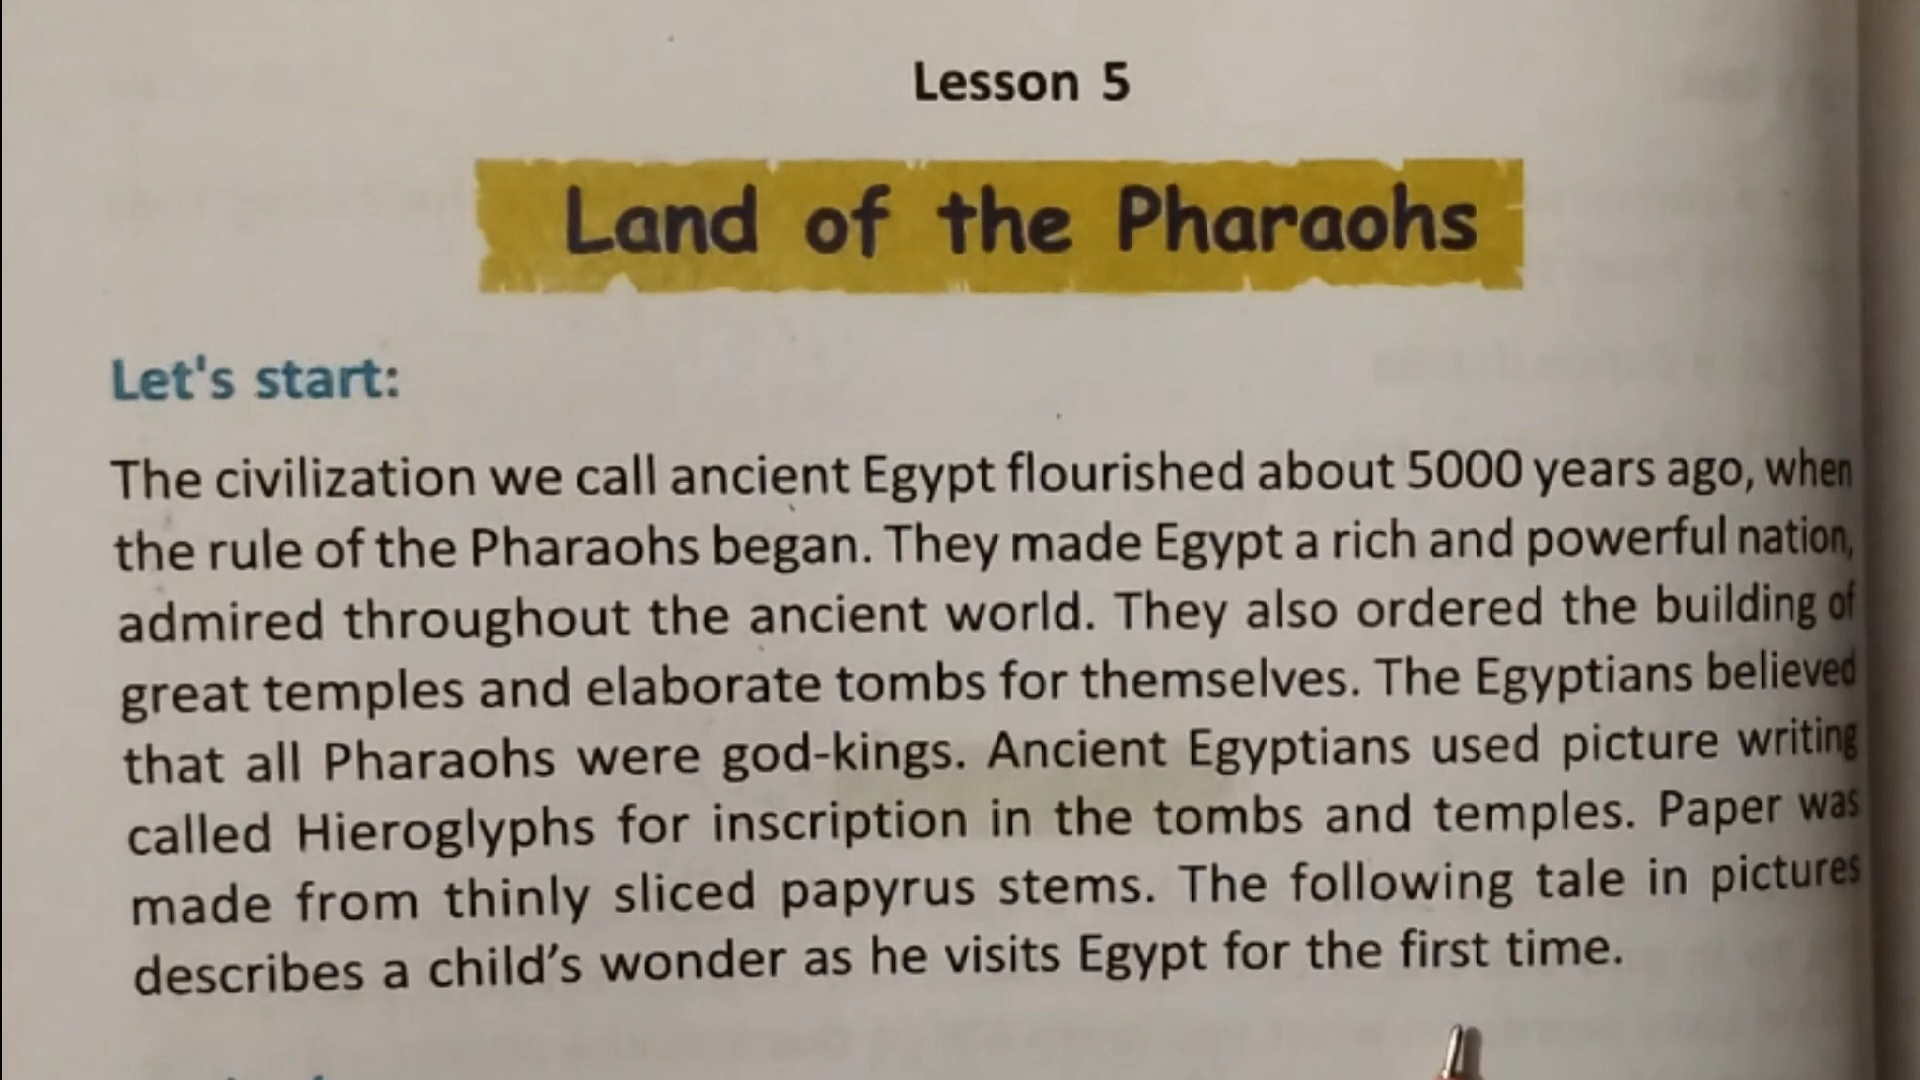 Lesson 5
Land of the Pharaohs
Let's start:
The civilization we call ancient Egypt flourished about 5000 years ago, when
the rule of the Pharaohs began. They made Egypt a rich and powerful nation,
admired throughout the ancient world. They also ordered the building of
great temples and elaborate tombs for themselves. The Egyptians believed
that all Pharaohs were god-kings. Ancient Egyptians used picture writing
called Hieroglyphs for inscription in the tombs and temples. Paper was
made from thinly sliced papyrus stems. The following tale in pictures
describes a child’s wonder as he visits Egypt for the first time.